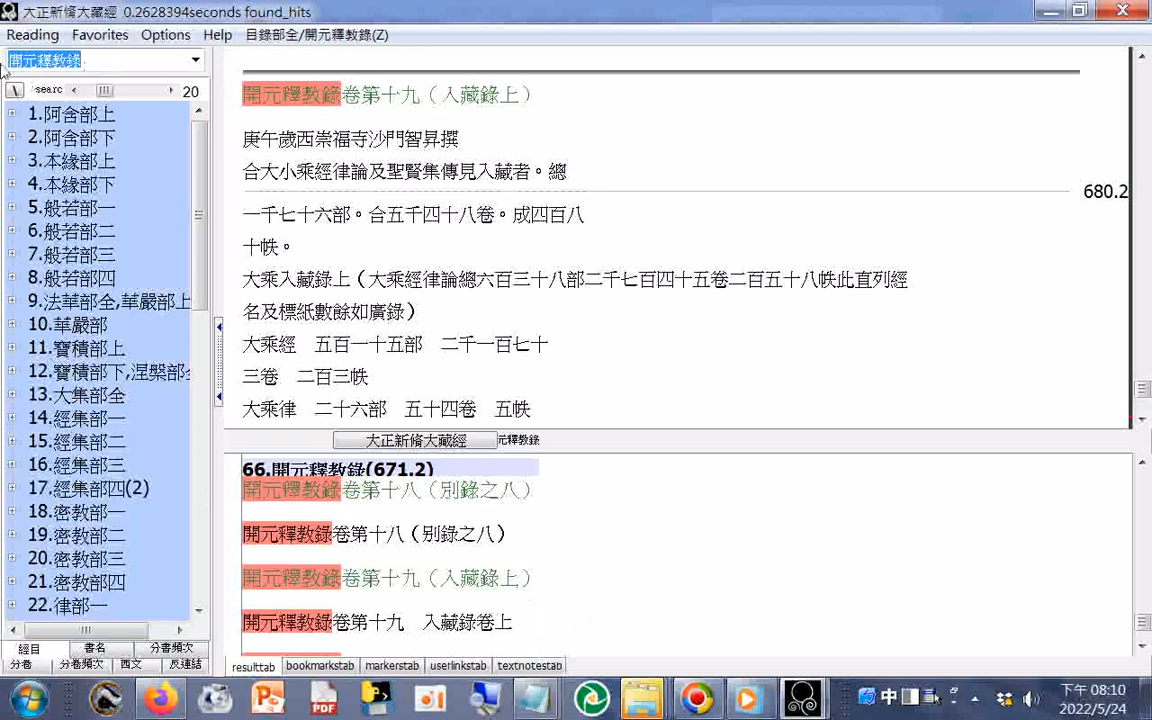 大正新脩大藏經 0.2628394seconds found_hits
Reading Favorites Options Help 目錄部全/開元釋教錄(Z)
開元釋教錄
searc 20
1.阿含部上
2.阿含部下
3.本緣部上
4.本緣部下
5.般若部一
6.般若部二
7.般若部三
8.般若部四
9.法華部全,華嚴部上
10.華嚴部
11.寶積部上
12.寶積部下,涅槃部全
13.大集部全
14.經集部一
15.經集部二
16.經集部三
17,經集部四(2)
18.密教部一
19.密教部二
20.密教部三
21.密教部四
22.律部一
經目 書名 分書頻次
分卷 分卷頻次 西文 反連結
開元釋教錄卷第十九（入藏錄上）
庚午歲西崇福寺沙門智昇撰
合大小乘經律論及聖賢集傳見入藏者。總
680.2
一千七十六部。合五千四十八卷。成四百八
十帙。
大乘入藏錄上（大乘經律論總六百三十八部二千七百四十五卷二百五十八帙此直列經
名及標紙數餘如廣錄）
大乘經 五百一十五部 二千一百七十
三卷 二百三帙
大乘律 二十六部 五十四卷 五帙
大正新脩大藏經 元釋教錄
66.開元釋教錄(671.2)
開元釋教錄卷第十八（別錄之八）
開元釋教錄卷第十八（別錄之八）
開元釋教錄卷第十九（入藏錄上）
開元釋教錄卷第十九 入藏錄卷上
resulttab bookmarkstab markerstab userlinkstab textnotestab
PDF
中
下午 08:10
2022/5/24